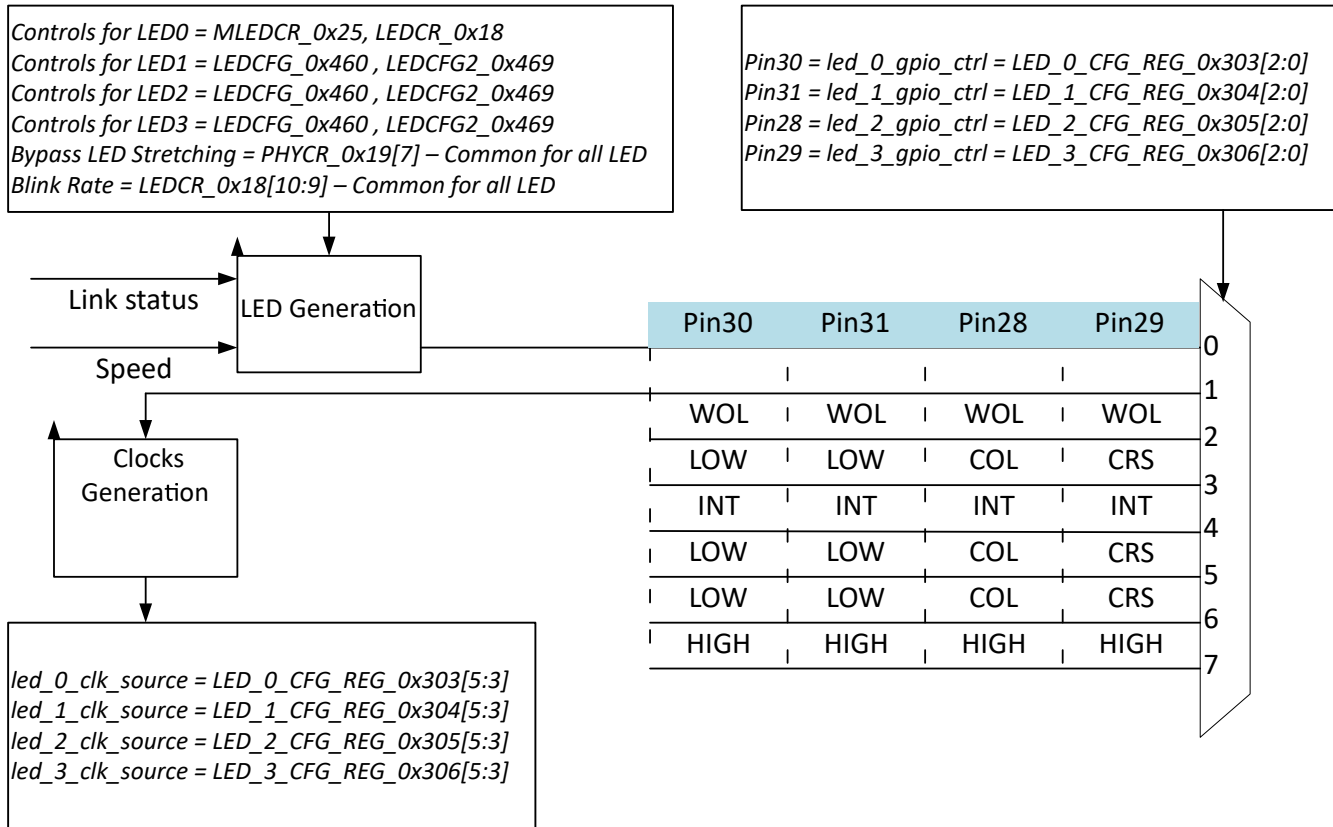 Controls for LED0 = MLEDCR_0x25, LEDCR_0x18
Controls for LED1 = LEDCFG_0x460 , LEDCFG2_0x469
Controls for LED2 = LEDCFG_0x460 , LEDCFG2_0x469
Controls for LED3 = LEDCFG_0x460 , LEDCFG2_0x469
Bypass LED Stretching = PHYCR_0x19[7] – Common for all LED
Blink Rate = LEDCR_0x18[10:9] – Common for all LED
Pin30 = led_0_gpio_ctrl = LED_0_CFG_REG_0x303[2:0]
Pin31 = led_1_gpio_ctrl = LED_1_CFG_REG_0x304[2:0]
Pin28 = led_2_gpio_ctrl = LED_2_CFG_REG_0x305[2:0]
Pin29 = led_3_gpio_ctrl = LED_3_CFG_REG_0x306[2:0]
Link status
Speed
LED Generation
Pin30 Pin31 Pin28 Pin29
0
1
WOL WOL WOL WOL
2
LOW LOW COL CRS
3
INT INT INT INT
4
LOW LOW COL CRS
5
LOW LOW COL CRS
6
HIGH HIGH HIGH HIGH
7
Clocks
Generation
led_0_clk_source = LED_0_CFG_REG_0x303[5:3]
led_1_clk_source = LED_1_CFG_REG_0x304[5:3]
led_2_clk_source = LED_2_CFG_REG_0x305[5:3]
led_3_clk_source = LED_3_CFG_REG_0x306[5:3]